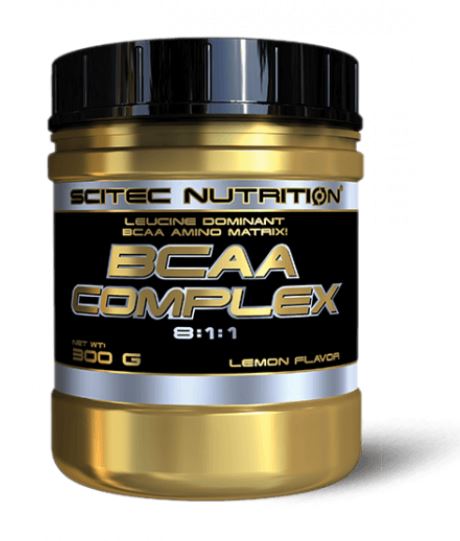 SCITEC NUTRITION®
LEUCINE DOMINANT
BCAA AMINO MATRIX!
BCAA
COMPLEX
8:1:1
NET WT:
300 G
LEMON FLAVOR